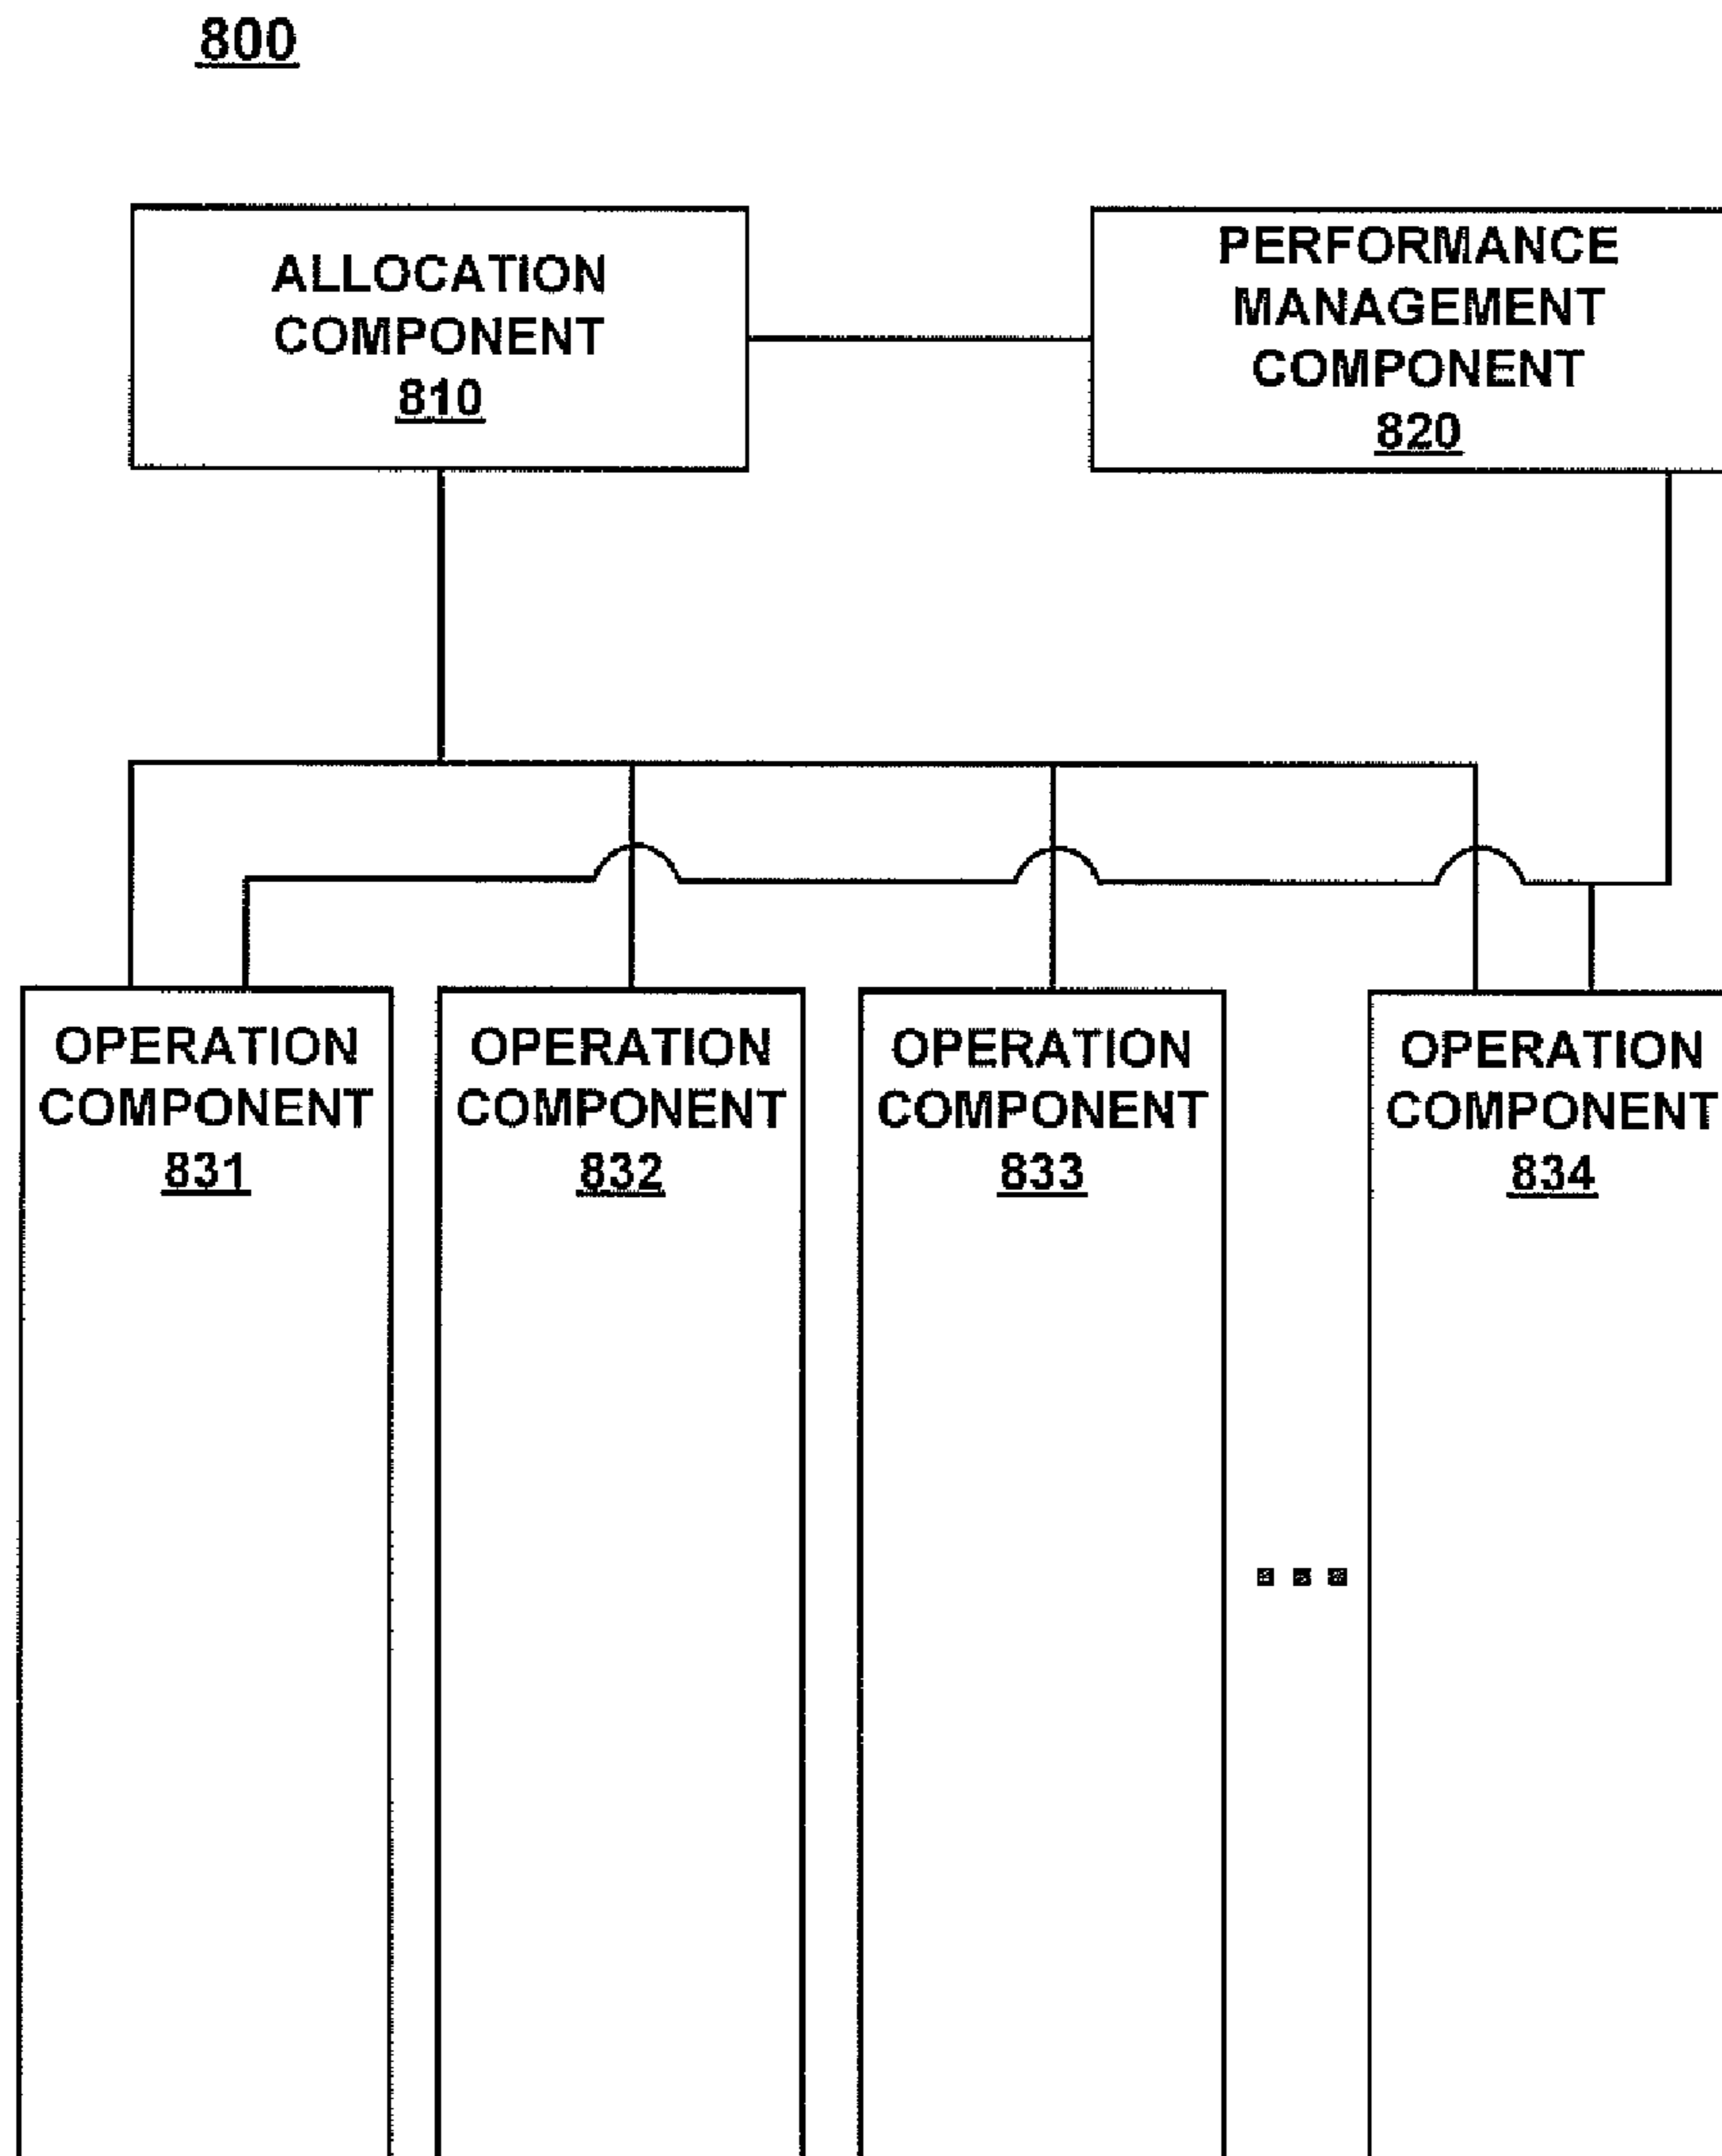 800
ALLOCATION
COMPONENT
810
PERFORMANCE
MANAGEMENT
COMPONENT
820
OPERATION
COMPONENT
831
OPERATION
COMPONENT
832
OPERATION
COMPONENT
833
OPERATION
COMPONENT
834